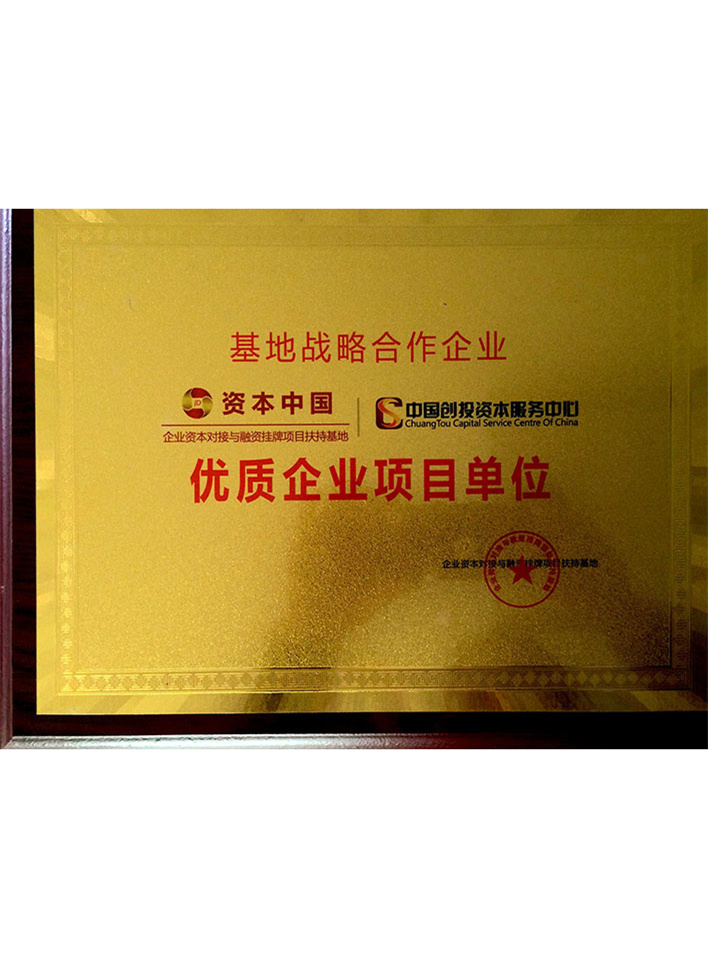 基地战略合作企业
资本中国
企业资本对接与融资挂牌项目扶持基地
中国创投资本服务中心
ChuangTou Capital Service Centre Of China
优质企业项目单位
企业资本对接与融资挂牌项目扶持基地